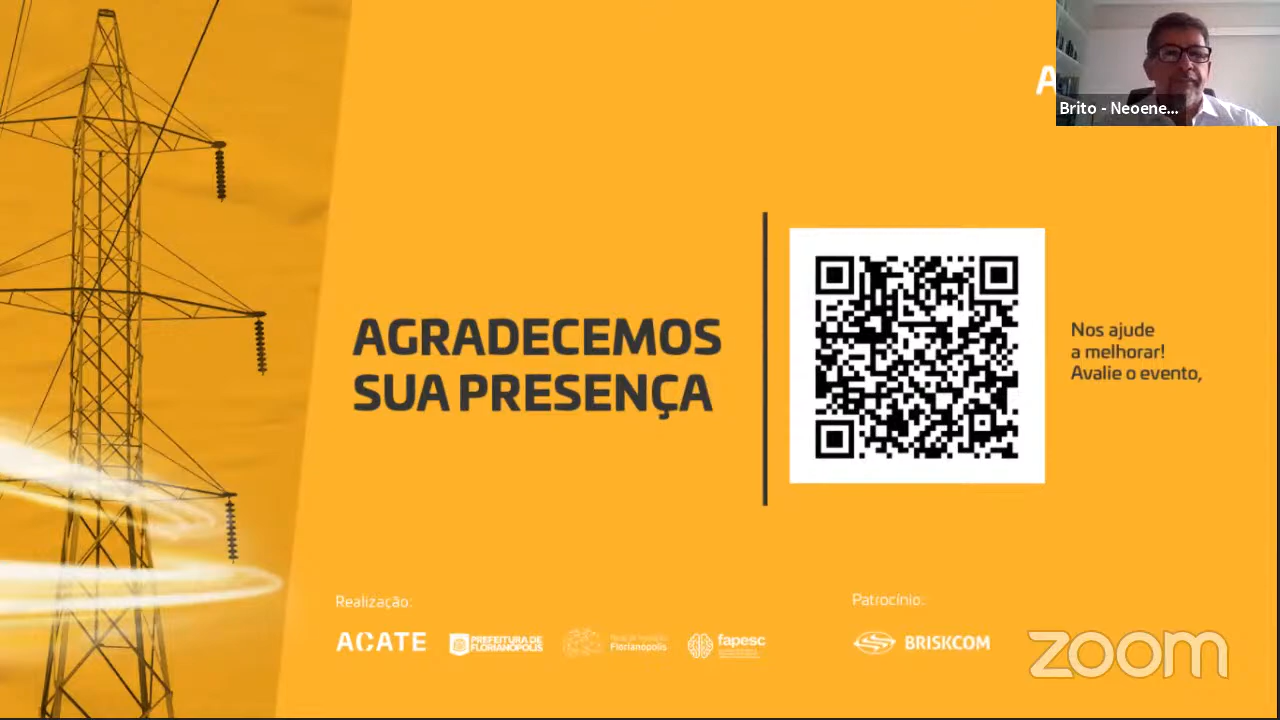 A
Brito - Neoene...
AGRADECEMOS
SUA PRESENÇA
Nos ajude
a melhorar!
Avalie o evento,
Realização:
Patrocínio:
ACATE
PREFEITURA DE
FLORIANÓPOLIS
Florianópolis
fapesc
BRISKCOM
zoom